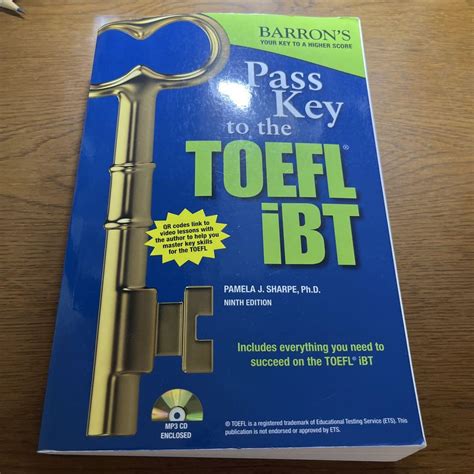 BARRON'S
YOUR KEY TO A HIGHER SCORE
Pass
Key
to the
TOEFL®
iBT
QR codes link to
video lessons with
the author to help you
master key skills
for the TOEFL
PAMELA J. SHARPE, Ph.D.
NINTH EDITION
Includes everything you need to
succeed on the TOEFL® iBT
MP3 CD
ENCLOSED
® TOEFL is a registered trademark of Educational Testing Service (ETS). This
publication is not endorsed or approved by ETS.